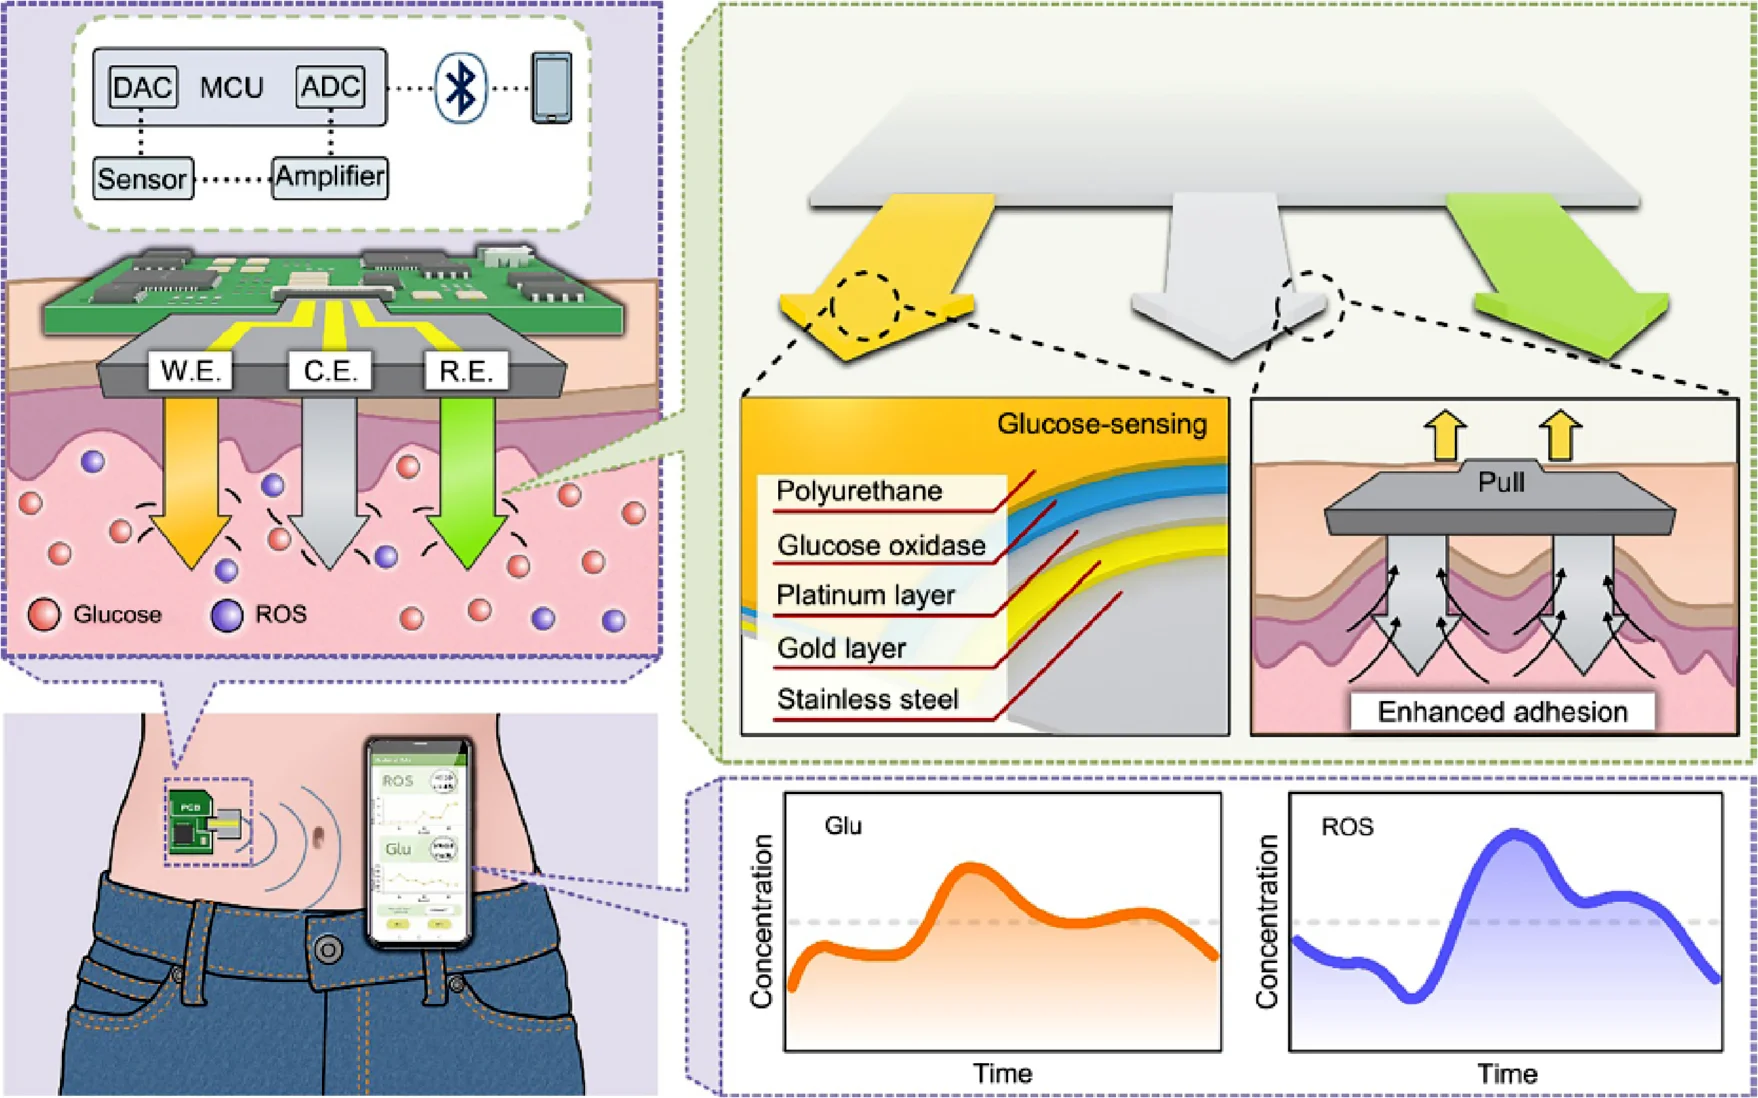 DAC MCU ADC
Sensor
Amplifier
W.E.
C.E.
R.E.
Glucose
ROS
PCB
ROS
Glu
Glucose-sensing
Polyurethane
Glucose oxidase
Platinum layer
Gold layer
Stainless steel
Pull
Enhanced adhesion
Glu
Concentration
Time
ROS
Concentration
Time